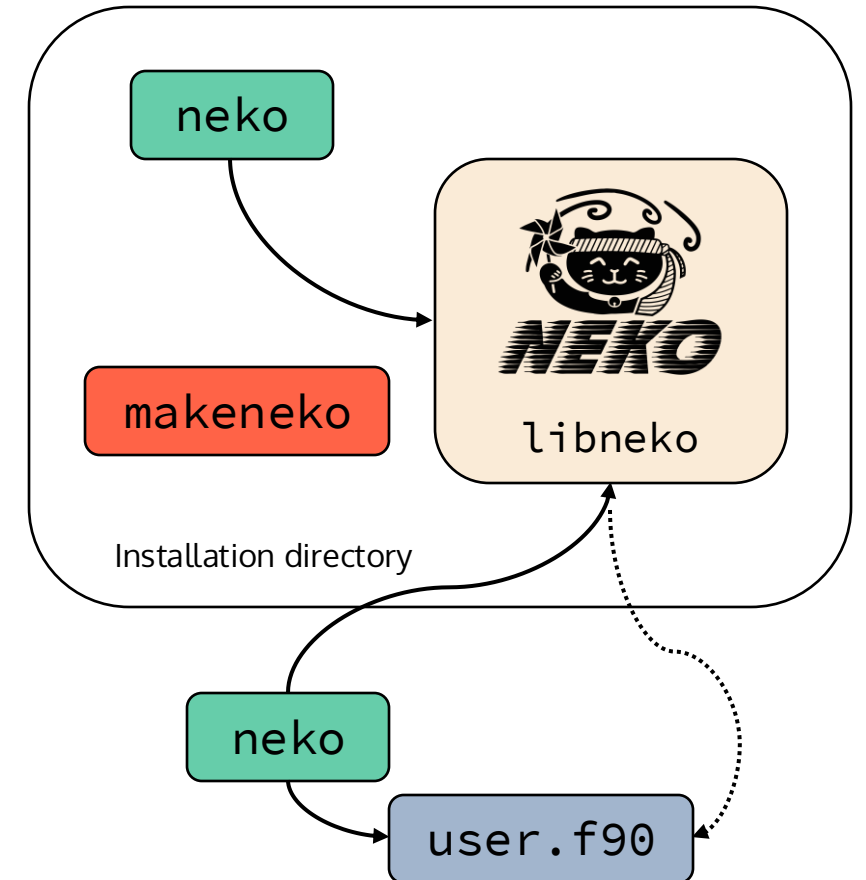 neko
NEKO
makeneko
libneko
Installation directory
neko
user.f90